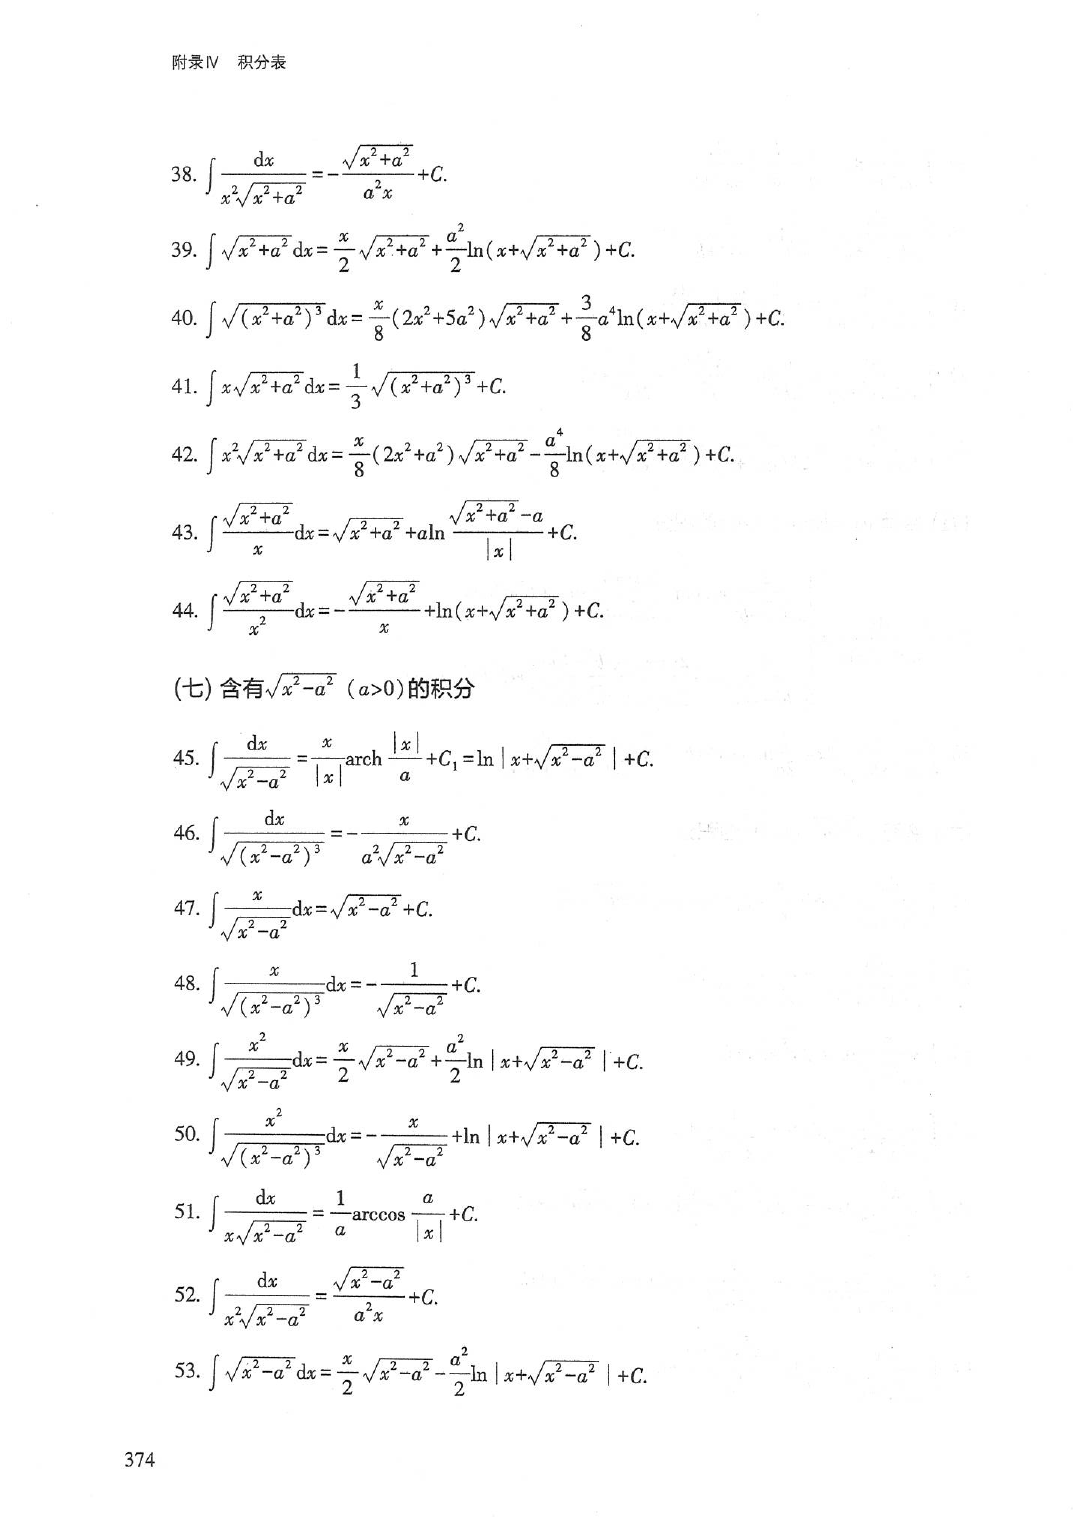 附录Ⅳ 积分表
38. ∫ dx/(x²√(x²+a²)) = -√(x²+a²)/(a²x) +C.
39. ∫ √(x²+a²) dx = x/2 √(x²+a²) + a²/2 ln(x+√(x²+a²)) +C.
40. ∫ √((x²+a²)³) dx = x/8 (2x²+5a²)√(x²+a²) + 3/8 a⁴ln(x+√(x²+a²)) +C.
41. ∫ x√(x²+a²) dx = 1/3 √((x²+a²)³) +C.
42. ∫ x²√(x²+a²) dx = x/8 (2x²+a²)√(x²+a²) - a⁴/8 ln(x+√(x²+a²)) +C.
43. ∫ √(x²+a²)/x dx = √(x²+a²) +aln (√(x²+a²)-a)/|x| +C.
44. ∫ √(x²+a²)/x² dx = -√(x²+a²)/x +ln(x+√(x²+a²)) +C.
(七) 含有√(x²-a²) (a>0)的积分
45. ∫ dx/√(x²-a²) = x/|x| arch |x|/a +C₁ =ln|x+√(x²-a²)| +C.
46. ∫ dx/√((x²-a²)³) = -x/(a²√(x²-a²)) +C.
47. ∫ x/√(x²-a²) dx = √(x²-a²) +C.
48. ∫ x/√((x²-a²)³) dx = -1/√(x²-a²) +C.
49. ∫ x²/√(x²-a²) dx = x/2 √(x²-a²) + a²/2 ln|x+√(x²-a²)| +C.
50. ∫ x²/√((x²-a²)³) dx = -x/√(x²-a²) +ln|x+√(x²-a²)| +C.
51. ∫ dx/(x√(x²-a²)) = 1/a arccos a/|x| +C.
52. ∫ dx/(x²√(x²-a²)) = √(x²-a²)/(a²x) +C.
53. ∫ √(x²-a²) dx = x/2 √(x²-a²) - a²/2 ln|x+√(x²-a²)| +C.
374